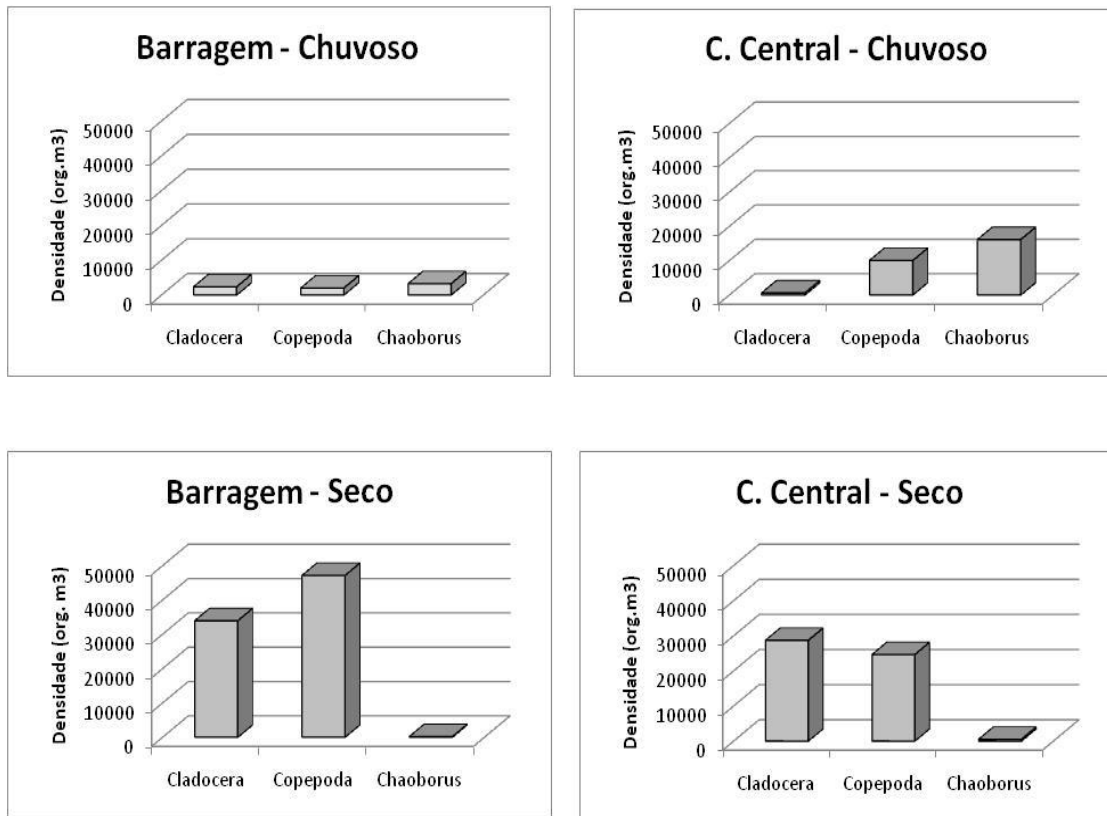 Barragem - Chuvoso
Densidade (org.m3)
50000
40000
30000
20000
10000
0
Cladocera Copepoda Chaoborus
C. Central - Chuvoso
Densidade (org.m3)
50000
40000
30000
20000
10000
0
Cladocera Copepoda Chaoborus
Barragem - Seco
Densidade (org. m3)
50000
40000
30000
20000
10000
0
Cladocera Copepoda Chaoborus
C. Central - Seco
Densidade (org.m3)
50000
40000
30000
20000
10000
0
Cladocera Copepoda Chaoborus